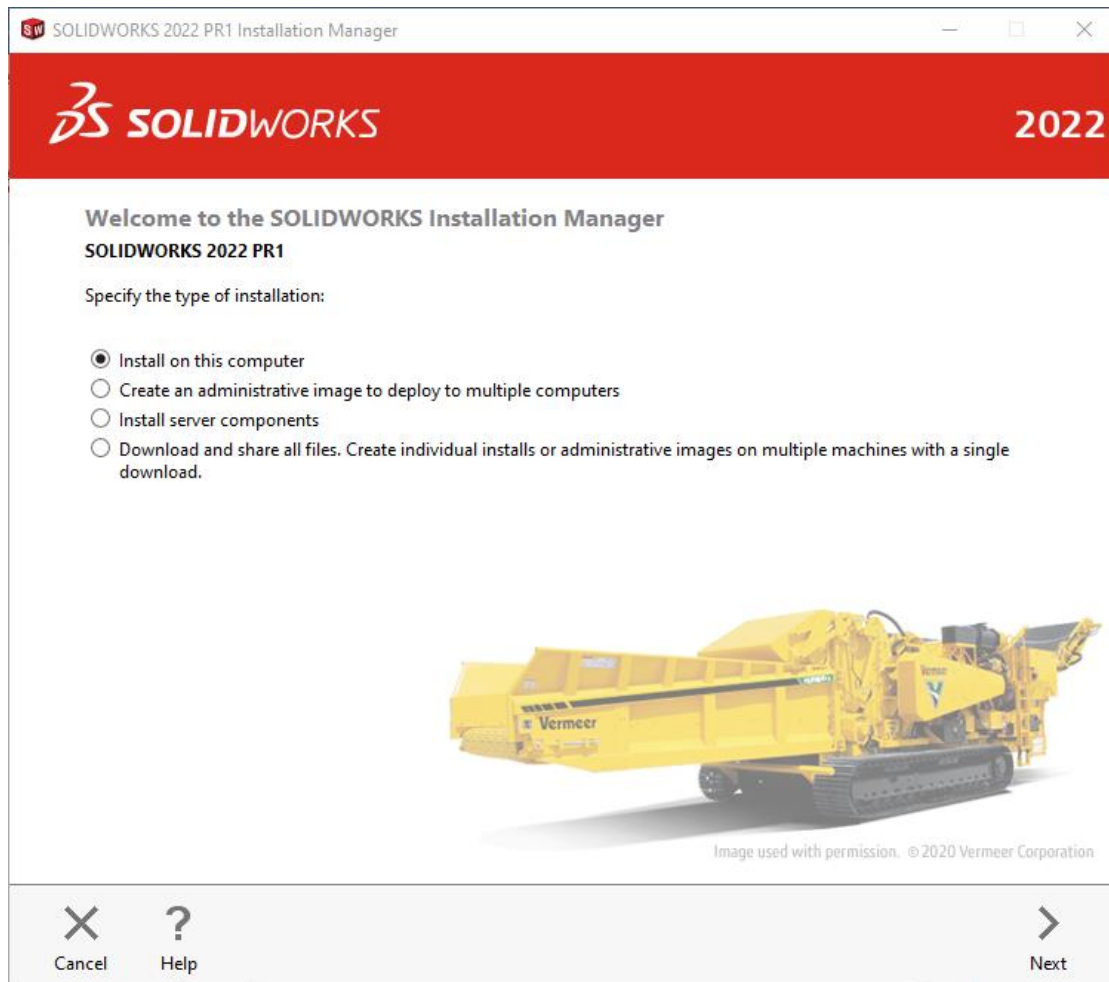 SOLIDWORKS 2022 PR1 Installation Manager
SOLIDWORKS
2022
Welcome to the SOLIDWORKS Installation Manager
SOLIDWORKS 2022 PR1
Specify the type of installation:
Install on this computer
Create an administrative image to deploy to multiple computers
Install server components
Download and share all files. Create individual installs or administrative images on multiple machines with a single
download.
Vermeer
Vermeer
Image used with permission. © 2020 Vermeer Corporation
Cancel
Help
Next